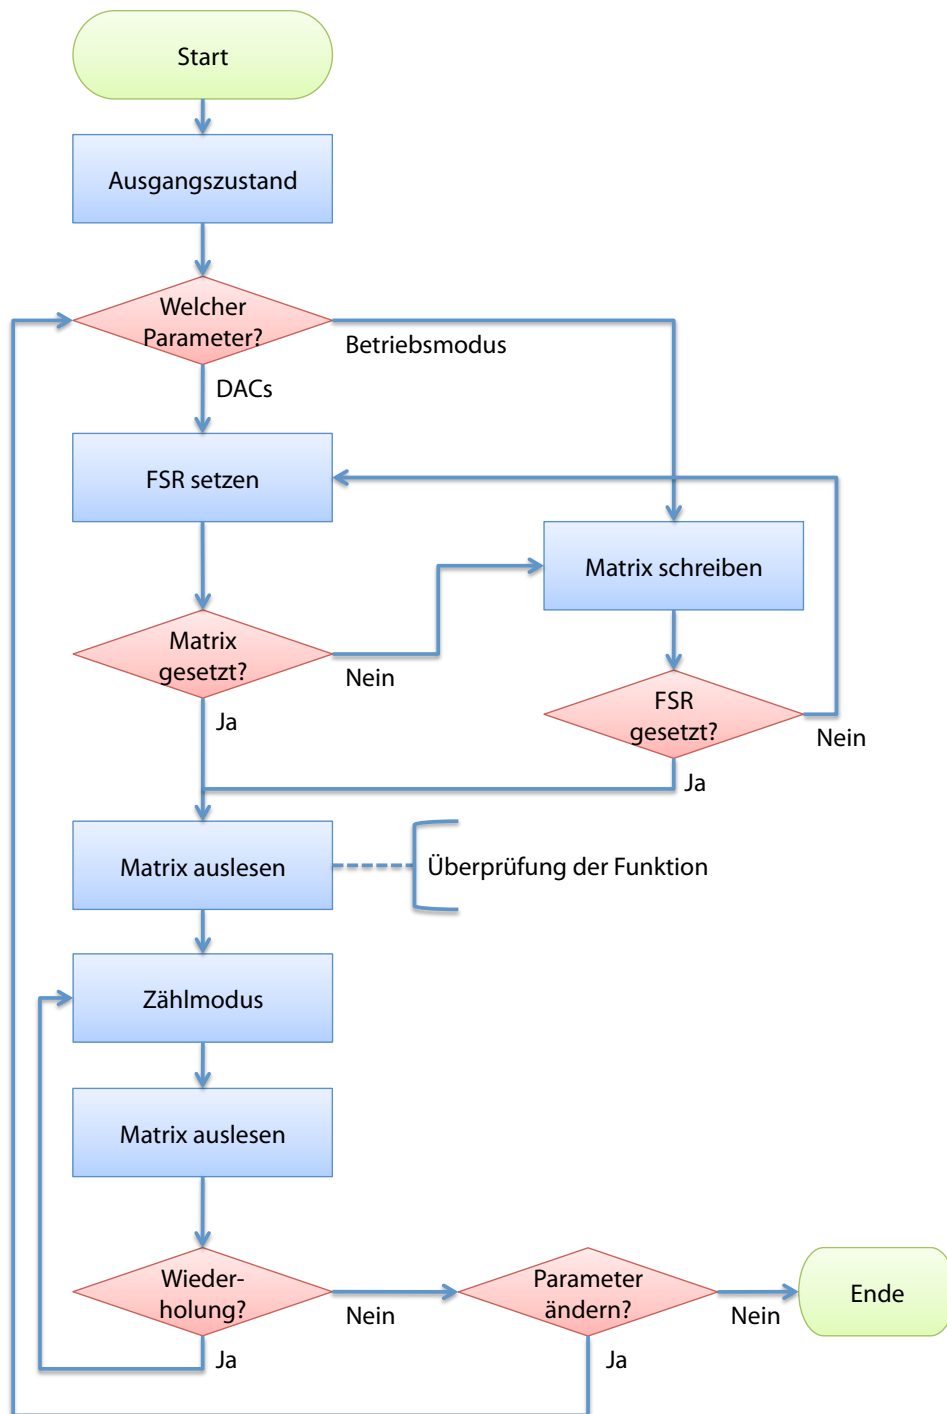 Start
Ausgangszustand
Welcher
Parameter?
Betriebsmodus
DACs
FSR setzen
Matrix schreiben
Matrix
gesetzt?
Nein
Ja
FSR
gesetzt?
Nein
Ja
Matrix auslesen
Überprüfung der Funktion
Zählmodus
Matrix auslesen
Wieder-
holung?
Nein
Ja
Parameter
ändern?
Nein
Ja
Ende